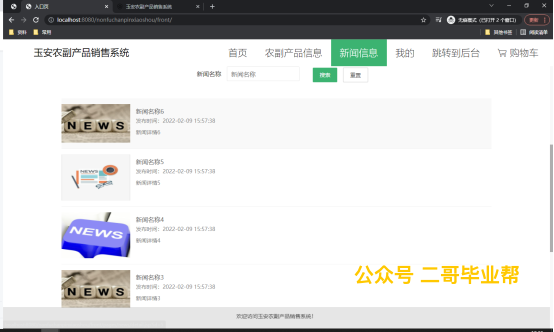 入口页
玉安农副产品销售系统
localhost:8080/nonfuchanpinxiaoshou/front/
无痕模式 (已打开 2 个窗口)
更新
资料
常用
其他书签
阅读清单
玉安农副产品销售系统
首页
农副产品信息
新闻信息
我的
跳转到后台
购物车
新闻名称
新闻名称
搜索
重置
NEWS
新闻名称6
发布时间：2022-02-09 15:57:38
新闻详情6
新闻名称5
发布时间：2022-02-09 15:57:38
新闻详情5
NEWS
新闻名称4
发布时间：2022-02-09 15:57:38
新闻详情4
NEWS
新闻名称3
发布时间：2022-02-09 15:57:38
新闻详情3
公众号 二哥毕业帮
欢迎访问玉安农副产品销售系统！